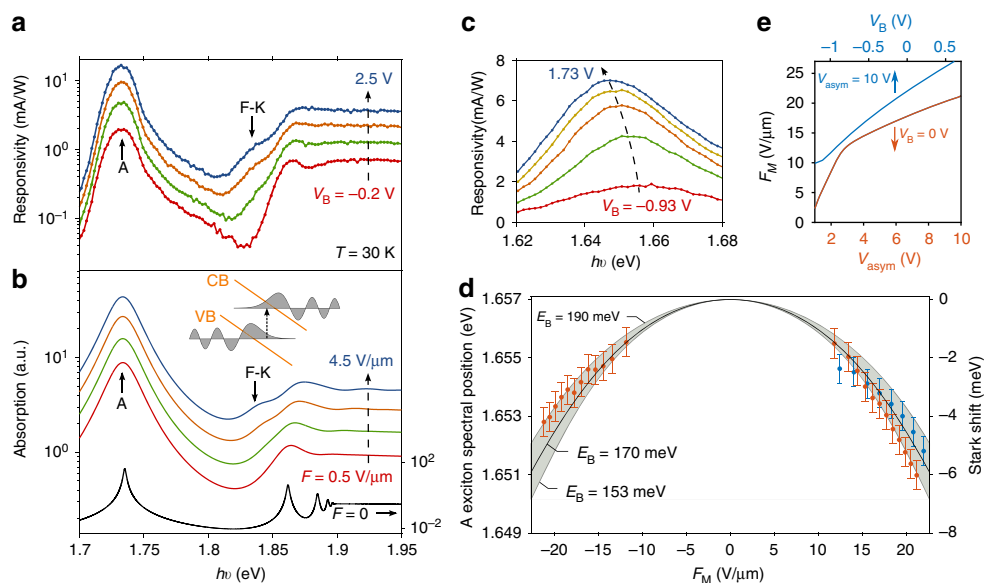 a
Responsivity (mA/W)
10¹
10⁰
10⁻¹
A
F-K
2.5 V
V_B = −0.2 V
T = 30 K
b
Absorption (a.u.)
10¹
10⁰
CB
VB
A
F-K
4.5 V/µm
F = 0.5 V/µm
10²
F = 0
10⁻²
1.7 1.75 1.8 1.85 1.9 1.95
hυ (eV)
c
Responsivity(mA/W)
8
6
4
2
0
1.73 V
V_B = −0.93 V
1.62 1.64 1.66 1.68
hυ (eV)
e
V_B (V)
−1 −0.5 0 0.5
F_M (V/µm)
25
20
15
10
5
0
V_asym = 10 V
V_B = 0 V
2 4 6 8 10
V_asym (V)
d
A exciton spectral position (eV)
1.657
1.655
1.653
1.651
1.649
E_B = 190 meV
E_B = 170 meV
E_B = 153 meV
0
−2
−4
−6
−8
Stark shift (meV)
−20 −15 −10 −5 0 5 10 15 20
F_M (V/µm)